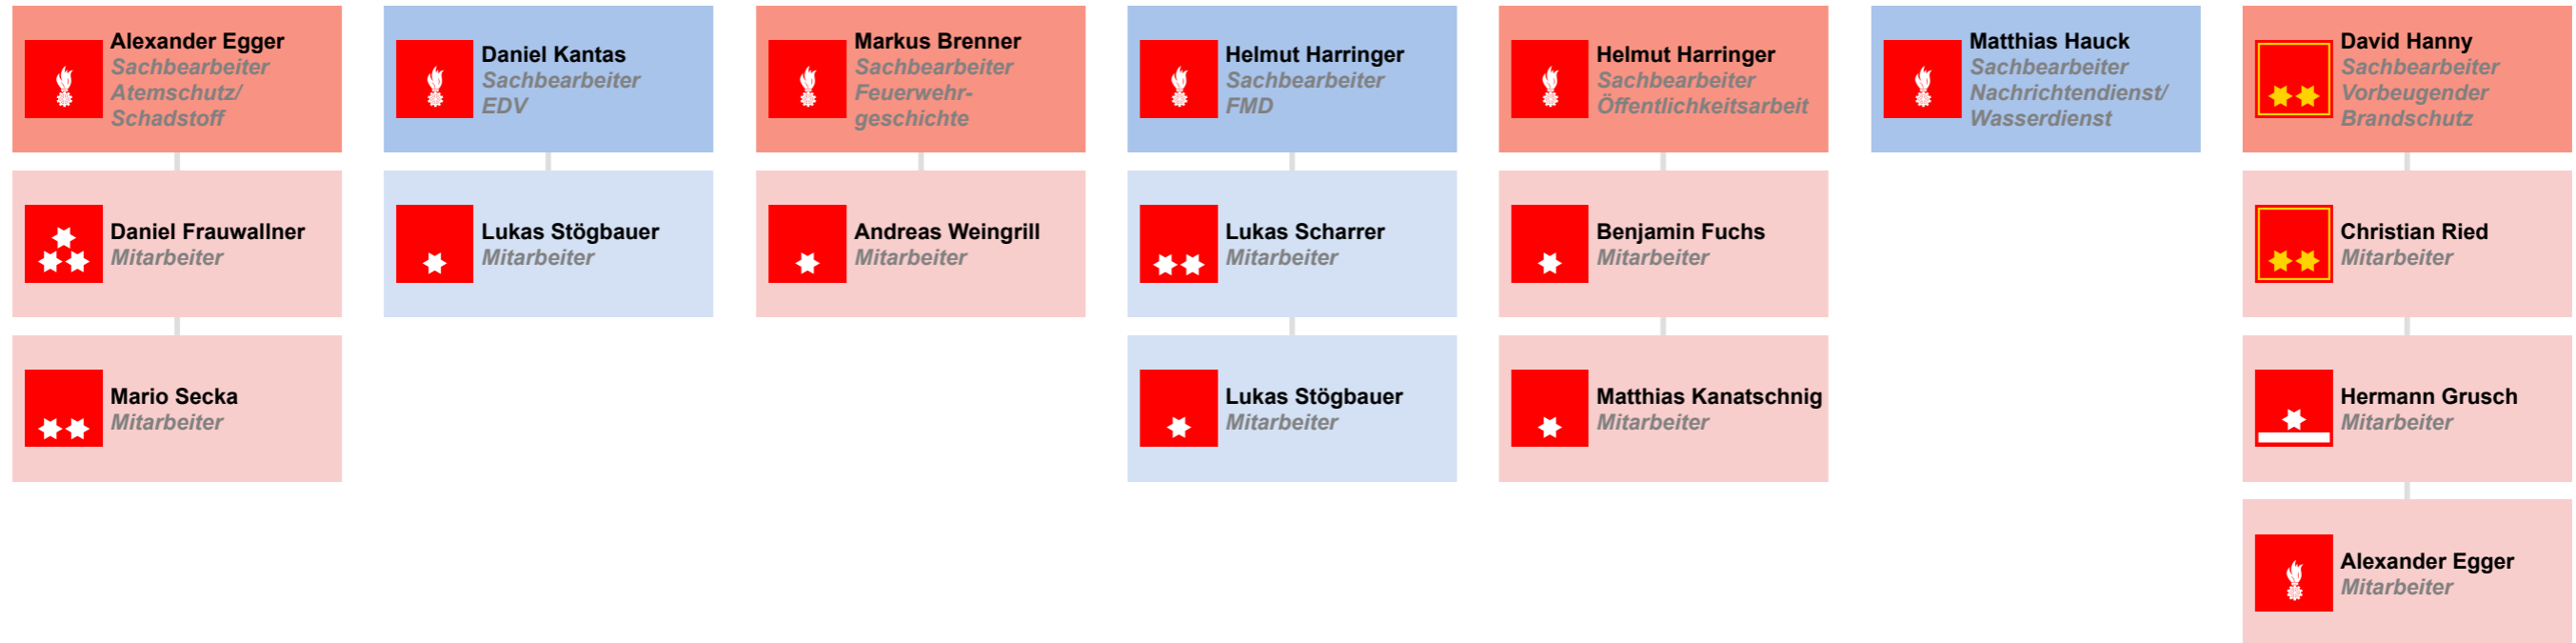 Alexander Egger
Sachbearbeiter
Atemschutz/
Schadstoff
Daniel Frauwallner
Mitarbeiter
Mario Secka
Mitarbeiter
Daniel Kantas
Sachbearbeiter
EDV
Lukas Stögbauer
Mitarbeiter
Markus Brenner
Sachbearbeiter
Feuerwehr-
geschichte
Andreas Weingrill
Mitarbeiter
Helmut Harringer
Sachbearbeiter
FMD
Lukas Scharrer
Mitarbeiter
Lukas Stögbauer
Mitarbeiter
Helmut Harringer
Sachbearbeiter
Öffentlichkeitsarbeit
Benjamin Fuchs
Mitarbeiter
Matthias Kanatschnig
Mitarbeiter
Matthias Hauck
Sachbearbeiter
Nachrichtendienst/
Wasserdienst
David Hanny
Sachbearbeiter
Vorbeugender
Brandschutz
Christian Ried
Mitarbeiter
Hermann Grusch
Mitarbeiter
Alexander Egger
Mitarbeiter